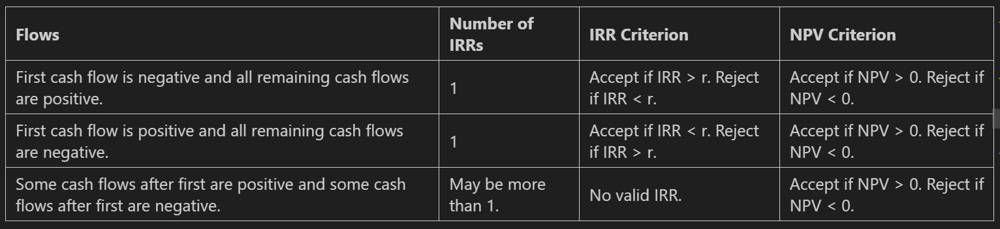 Flows
Number of
IRRs
IRR Criterion
NPV Criterion
First cash flow is negative and all remaining cash flows
are positive.
1
Accept if IRR > r. Reject
if IRR < r.
Accept if NPV > 0. Reject if
NPV < 0.
First cash flow is positive and all remaining cash flows
are negative.
1
Accept if IRR < r. Reject
if IRR > r.
Accept if NPV > 0. Reject if
NPV < 0.
Some cash flows after first are positive and some cash
flows after first are negative.
May be more
than 1.
No valid IRR.
Accept if NPV > 0. Reject if
NPV < 0.